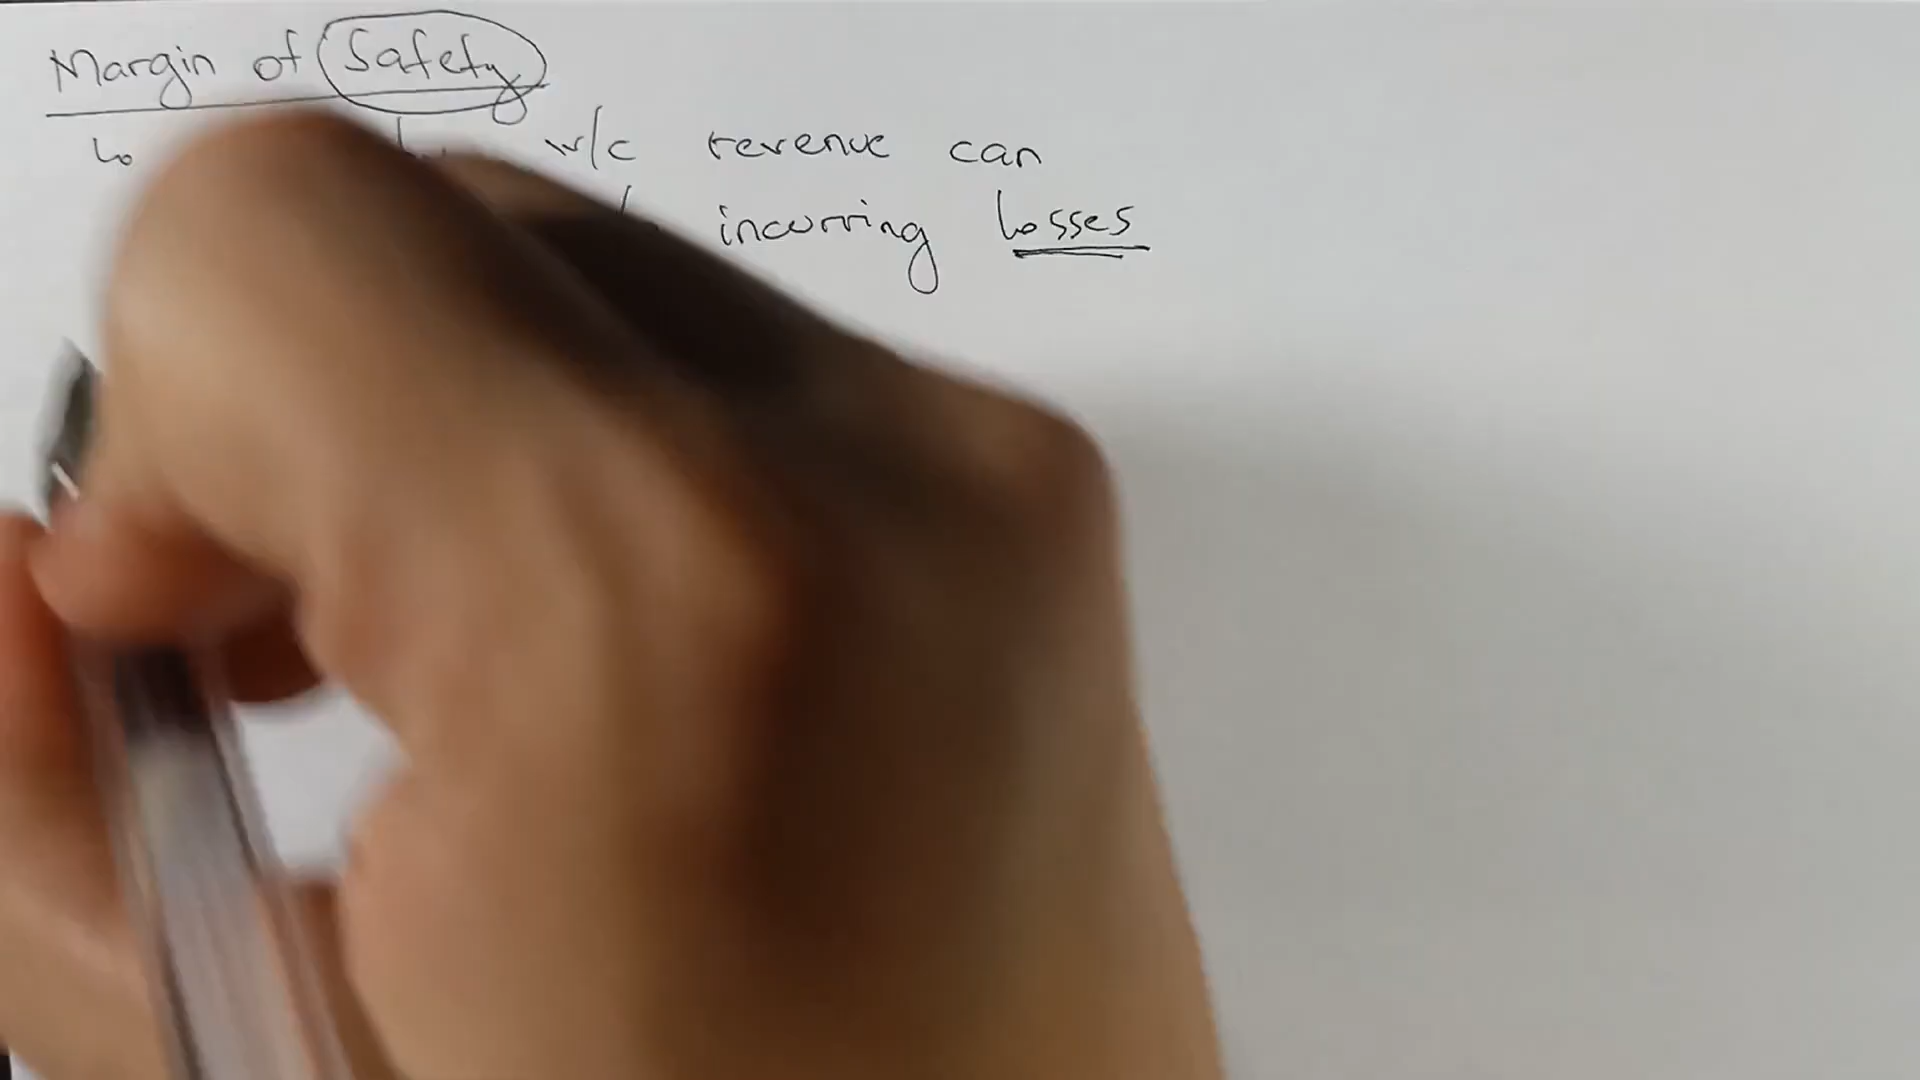 Margin of Safety
w/c revenue can
incurring losses